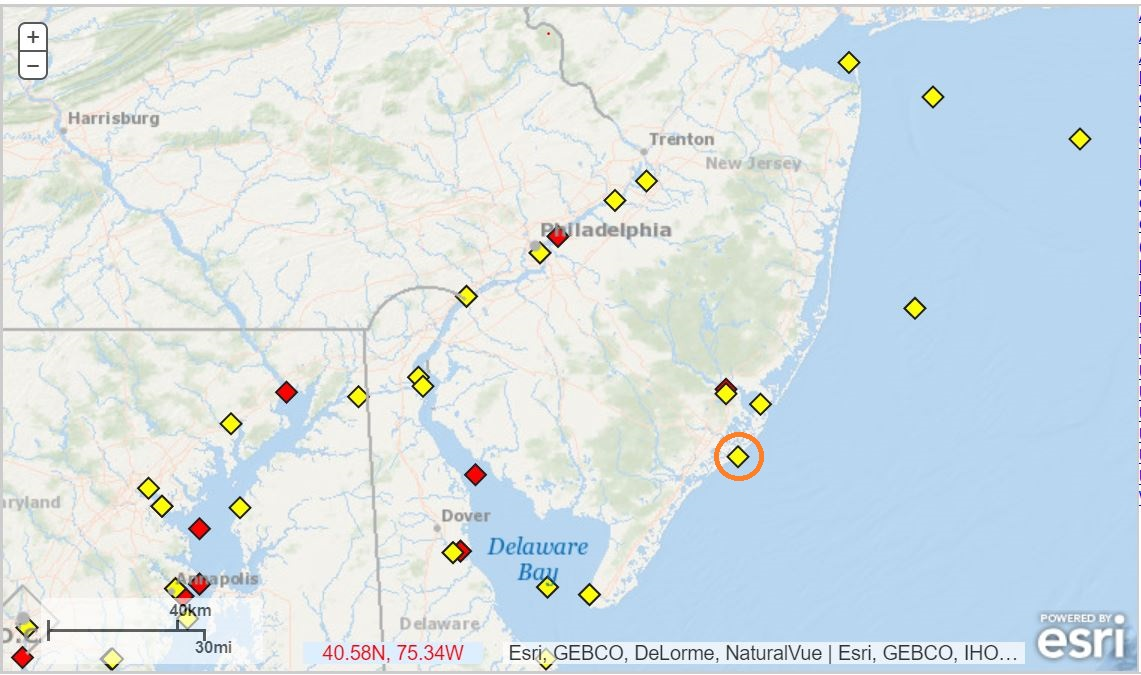 +
−
Harrisburg
Trenton
New Jersey
Philadelphia
Dover
Delaware
Bay
Annapolis
Delaware
40km
30mi
40.58N, 75.34W
Esri, GEBCO, DeLorme, NaturalVue | Esri, GEBCO, IHO…
POWERED BY
esri